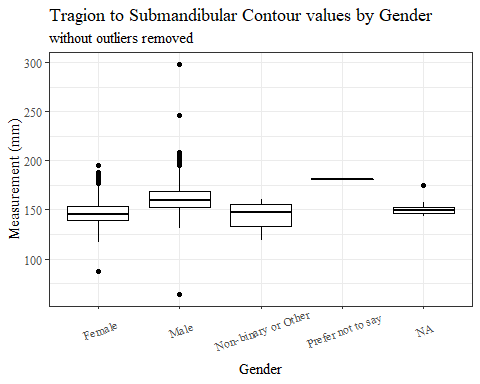 Tragion to Submandibular Contour values by Gender
without outliers removed
Measurement (mm)
300
250
200
150
100
Female
Male
Non-binary or Other
Prefer not to say
NA
Gender